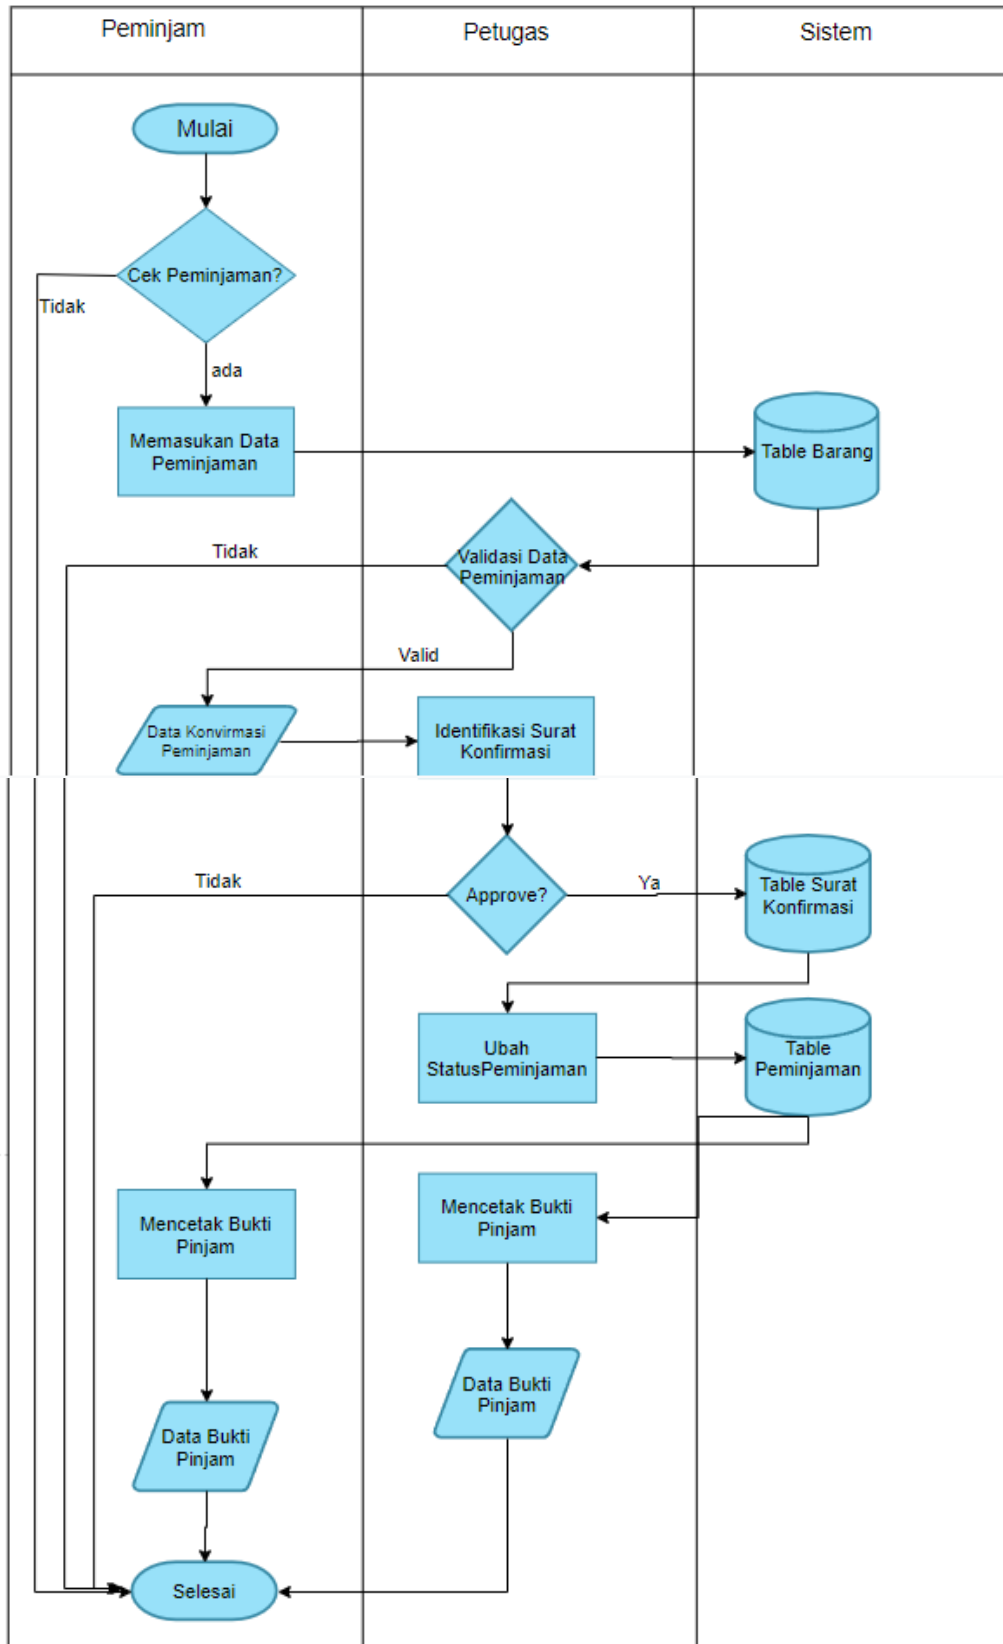 Peminjam
Petugas
Sistem
Mulai
Cek Peminjaman?
Tidak
ada
Memasukan Data
Peminjaman
Table Barang
Tidak
Validasi Data
Peminjaman
Valid
Data Konvirmasi
Peminjaman
Identifikasi Surat
Konfirmasi
Tidak
Approve?
Ya
Table Surat
Konfirmasi
Ubah
StatusPeminjaman
Table
Peminjaman
Mencetak Bukti
Pinjam
Mencetak Bukti
Pinjam
Data Bukti
Pinjam
Data Bukti
Pinjam
Selesai